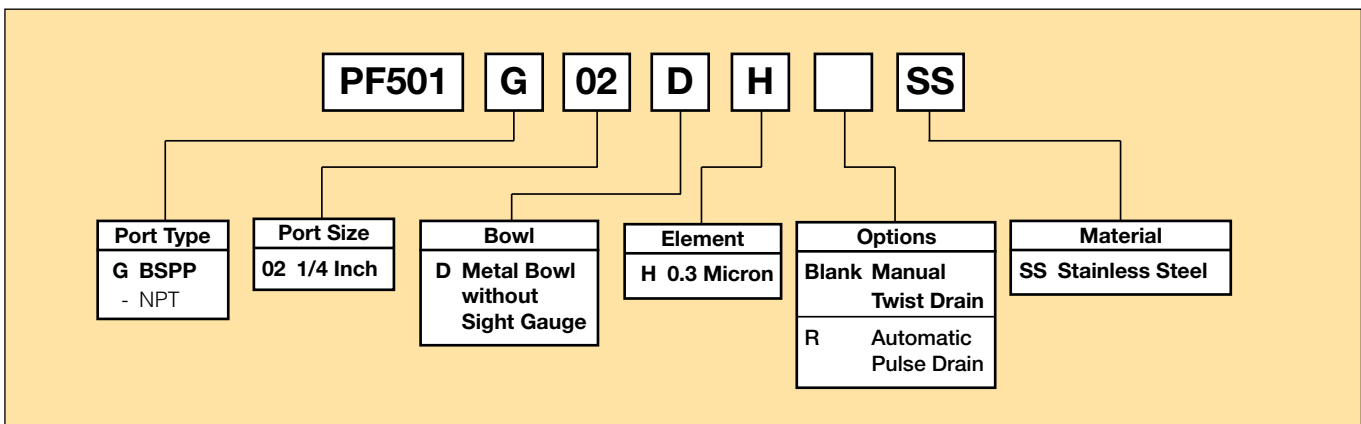 PF501 G 02 D H SS
Port Type
G BSPP
- NPT
Port Size
02 1/4 Inch
Bowl
D Metal Bowl
without
Sight Gauge
Element
H 0.3 Micron
Options
Blank Manual
Twist Drain
R Automatic
Pulse Drain
Material
SS Stainless Steel